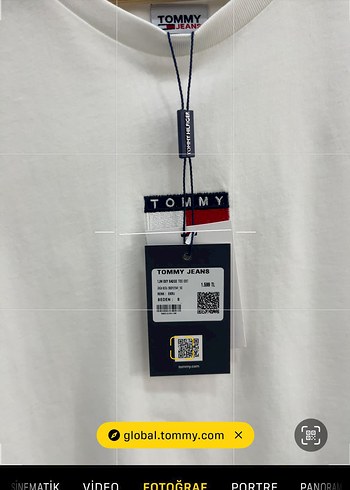 TOMMY
JEANS
TOMMY HILFIGER
TOMMY
TOMMY JEANS
BEDEN : S
tommy.com
global.tommy.com ×
SİNEMATİK VİDEO FOTOĞRAF PORTRE PANORAM